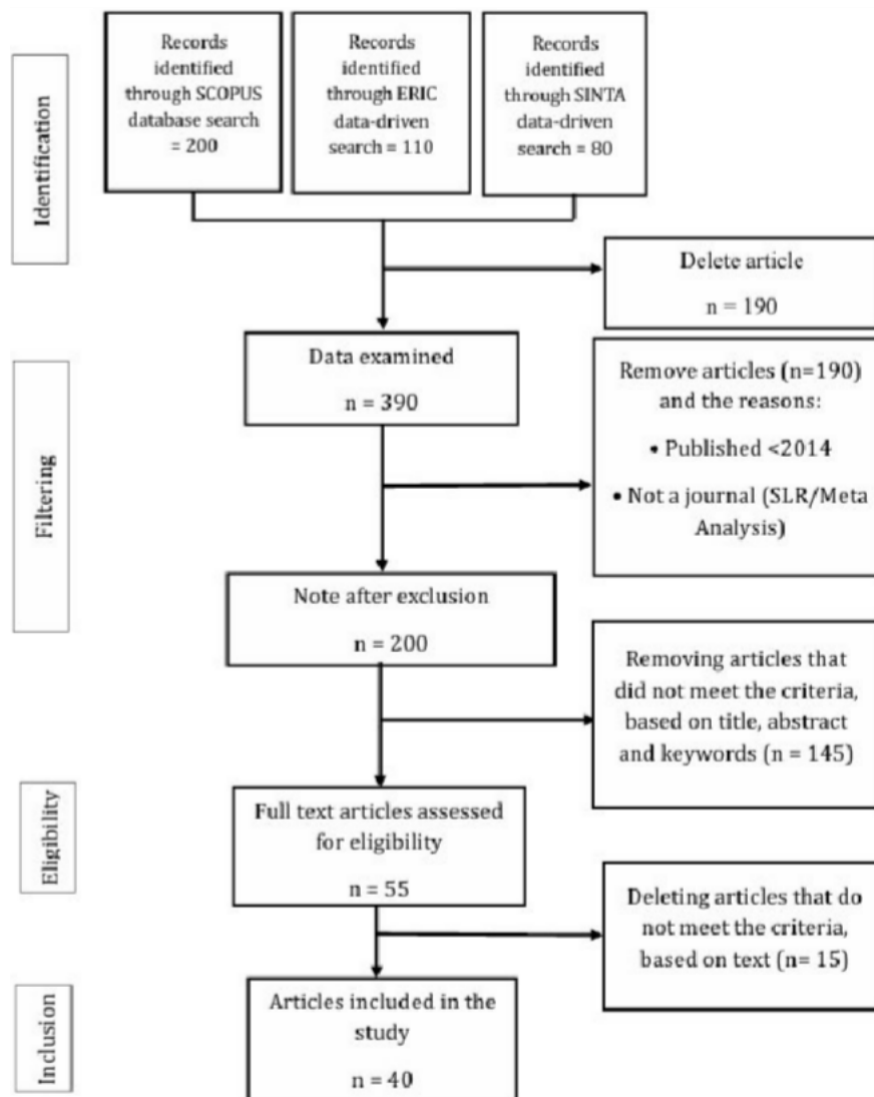 Identification
Records
identified
through SCOPUS
database search
= 200
Records
identified
through ERIC
data-driven
search = 110
Records
identified
through SINTA
data-driven
search = 80
Delete article
n = 190
Filtering
Data examined
n = 390
Remove articles (n=190)
and the reasons:
• Published <2014
• Not a journal (SLR/Meta
Analysis)
Note after exclusion
n = 200
Removing articles that
did not meet the criteria,
based on title, abstract
and keywords (n = 145)
Eligibility
Full text articles assessed
for eligibility
n = 55
Deleting articles that do
not meet the criteria,
based on text (n= 15)
Inclusion
Articles included in the
study
n = 40